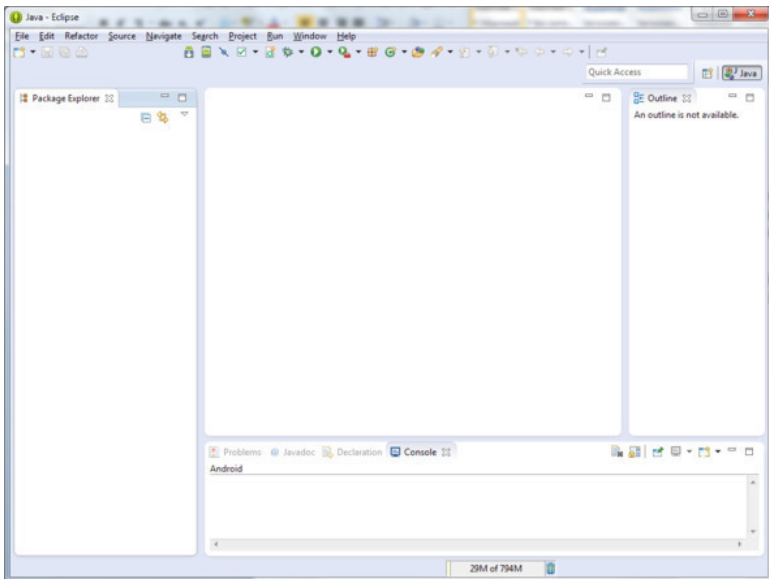 Java - Eclipse
File Edit Refactor Source Navigate Search Project Run Window Help
Quick Access
Java
Package Explorer
Outline
An outline is not available.
Problems @ Javadoc Declaration Console
Android
29M of 794M